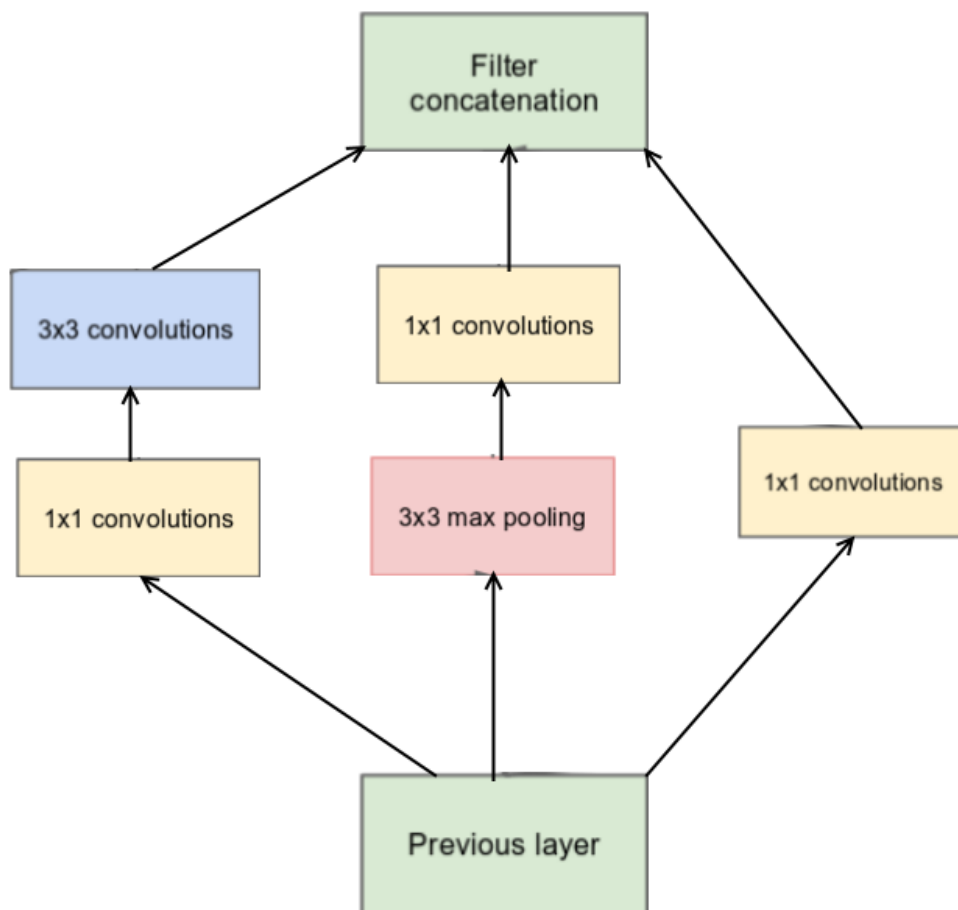 Filter
concatenation
3x3 convolutions
1x1 convolutions
1x1 convolutions
1x1 convolutions
3x3 max pooling
Previous layer